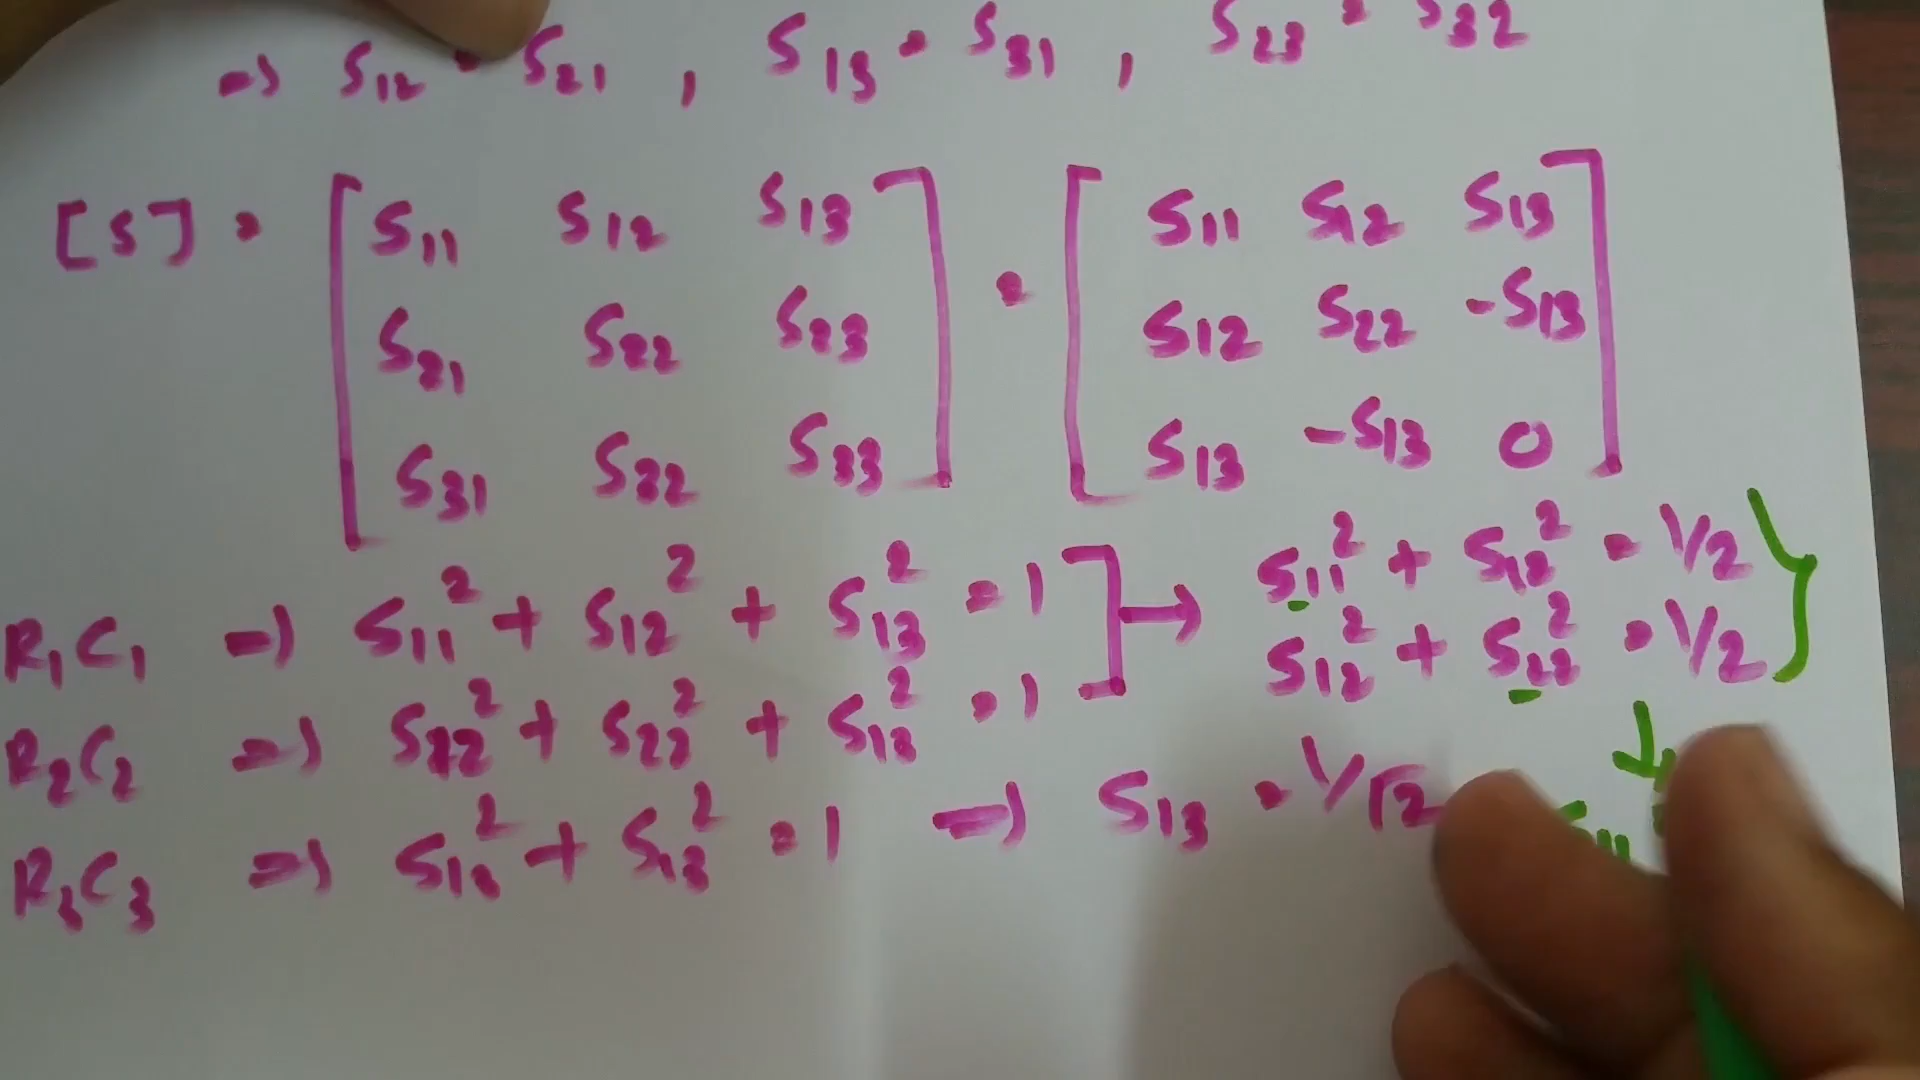 ⇒ S12 = S21 , S13 = S31 , S23 = S32
[S] = [ S11 S12 S13 ] = [ S11 S12 S13 ]
S21 S22 S23 S12 S22 -S13
S31 S32 S33 S13 -S13 0
R1C1 ⇒ S11² + S12² + S13² = 1 ] → S11² + S12² = 1/2 }
R2C2 ⇒ S22² + S22² + S13² = 1 S12² + S22² = 1/2
R3C3 ⇒ S13² + S13² = 1 ⇒ S13 = 1/√2
S11